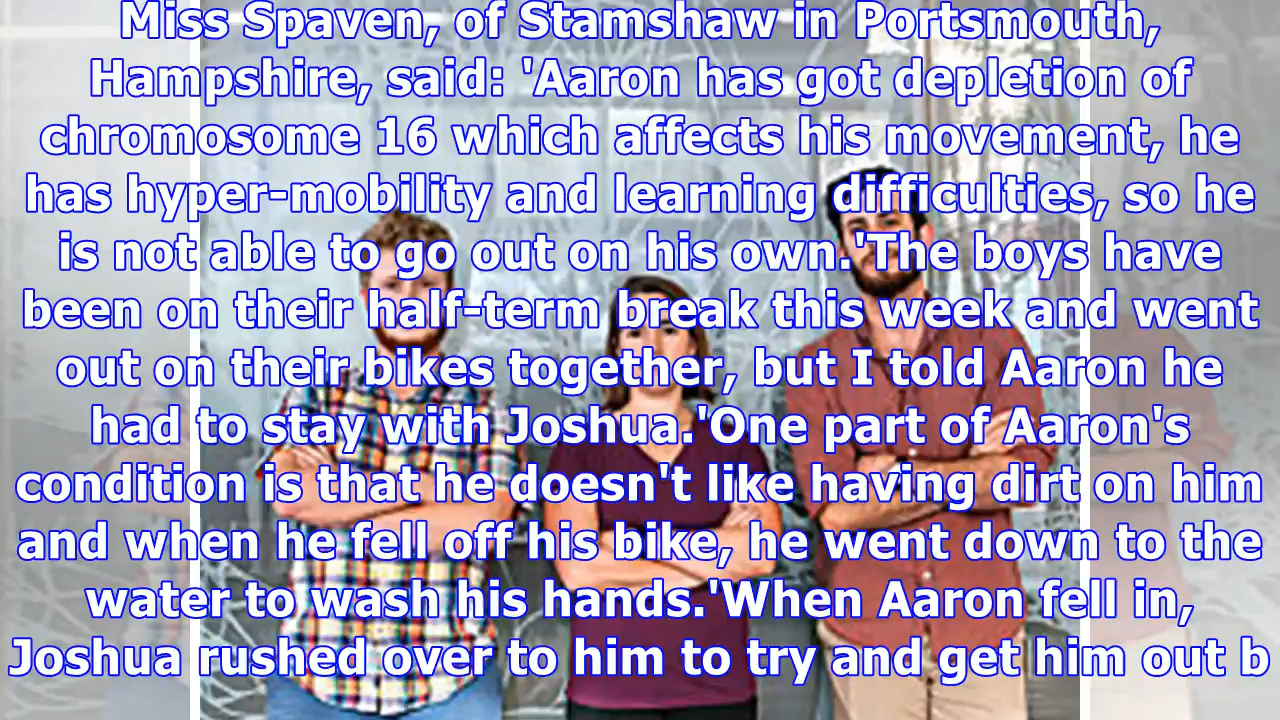 Miss Spaven, of Stamshaw in Portsmouth,
Hampshire, said: 'Aaron has got depletion of
chromosome 16 which affects his movement, he
has hyper-mobility and learning difficulties, so he
is not able to go out on his own.'The boys have
been on their half-term break this week and went
out on their bikes together, but I told Aaron he
had to stay with Joshua.'One part of Aaron's
condition is that he doesn't like having dirt on him
and when he fell off his bike, he went down to the
water to wash his hands.'When Aaron fell in,
Joshua rushed over to him to try and get him out b